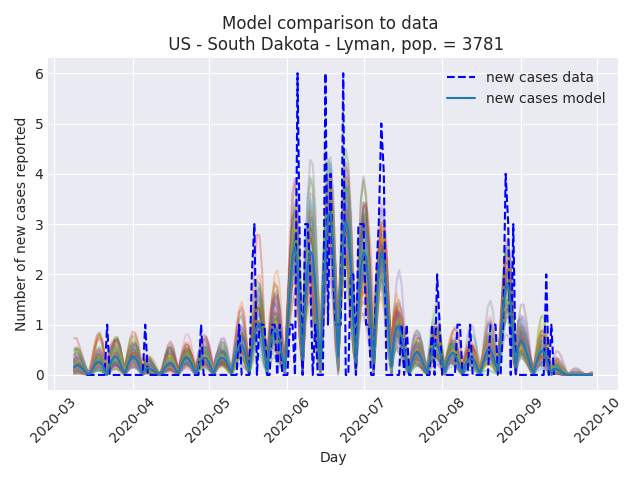 Model comparison to data
US - South Dakota - Lyman, pop. = 3781
Number of new cases reported
6
5
4
3
2
1
0
new cases data
new cases model
2020-03
2020-04
2020-05
2020-06
2020-07
2020-08
2020-09
2020-10
Day